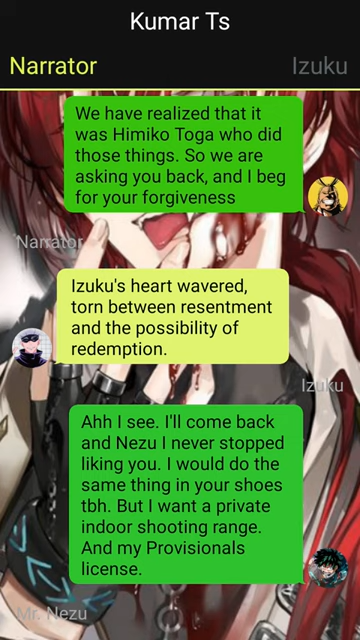 Kumar Ts
Narrator
Izuku
We have realized that it
was Himiko Toga who did
those things. So we are
asking you back, and I beg
for your forgiveness
Narrator
Izuku's heart wavered,
torn between resentment
and the possibility of
redemption.
Izuku
Ahh I see. I'll come back
and Nezu I never stopped
liking you. I would do the
same thing in your shoes
tbh. But I want a private
indoor shooting range.
And my Provisionals
license.
Mr. Nezu